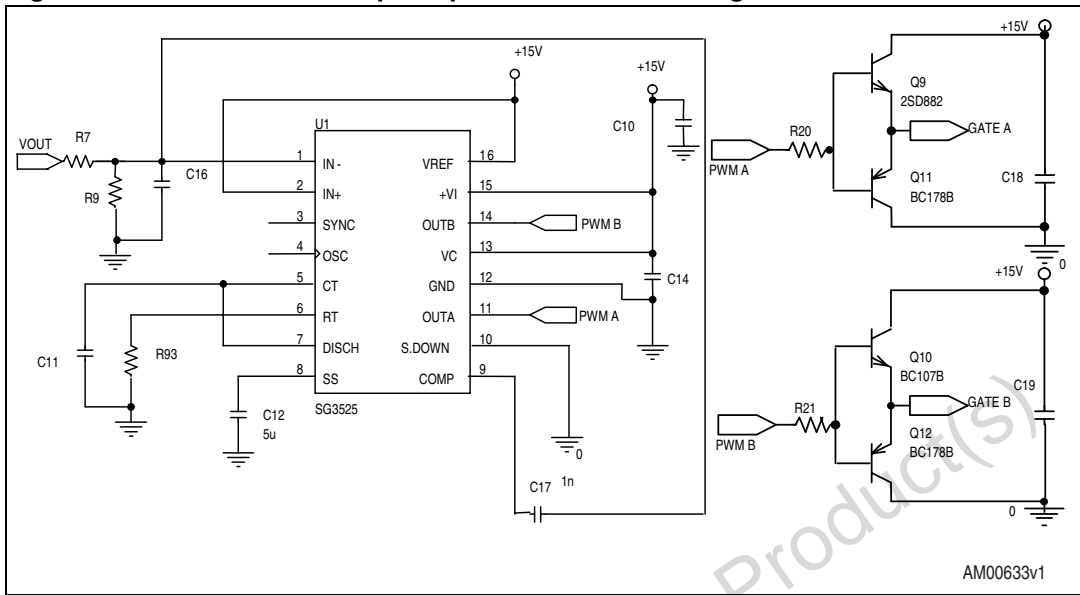 +15V
+15V
+15V
VOUT
R7
R9
C16
U1
1 IN - VREF 16
2 IN+ +VI 15
3 SYNC OUTB 14 PWM B
4 OSC VC 13
5 CT GND 12
6 RT OUTA 11 PWM A
7 DISCH S.DOWN 10
8 SS COMP 9
SG3525
C10
C14
C11
R93
C12
5u
0
C17 1n
PWM A
R20
Q9
2SD882
GATE A
Q11
BC178B
C18
0
+15V
PWM B
R21
Q10
BC107B
GATE B
Q12
BC178B
C19
0
Product(s)
AM00633v1